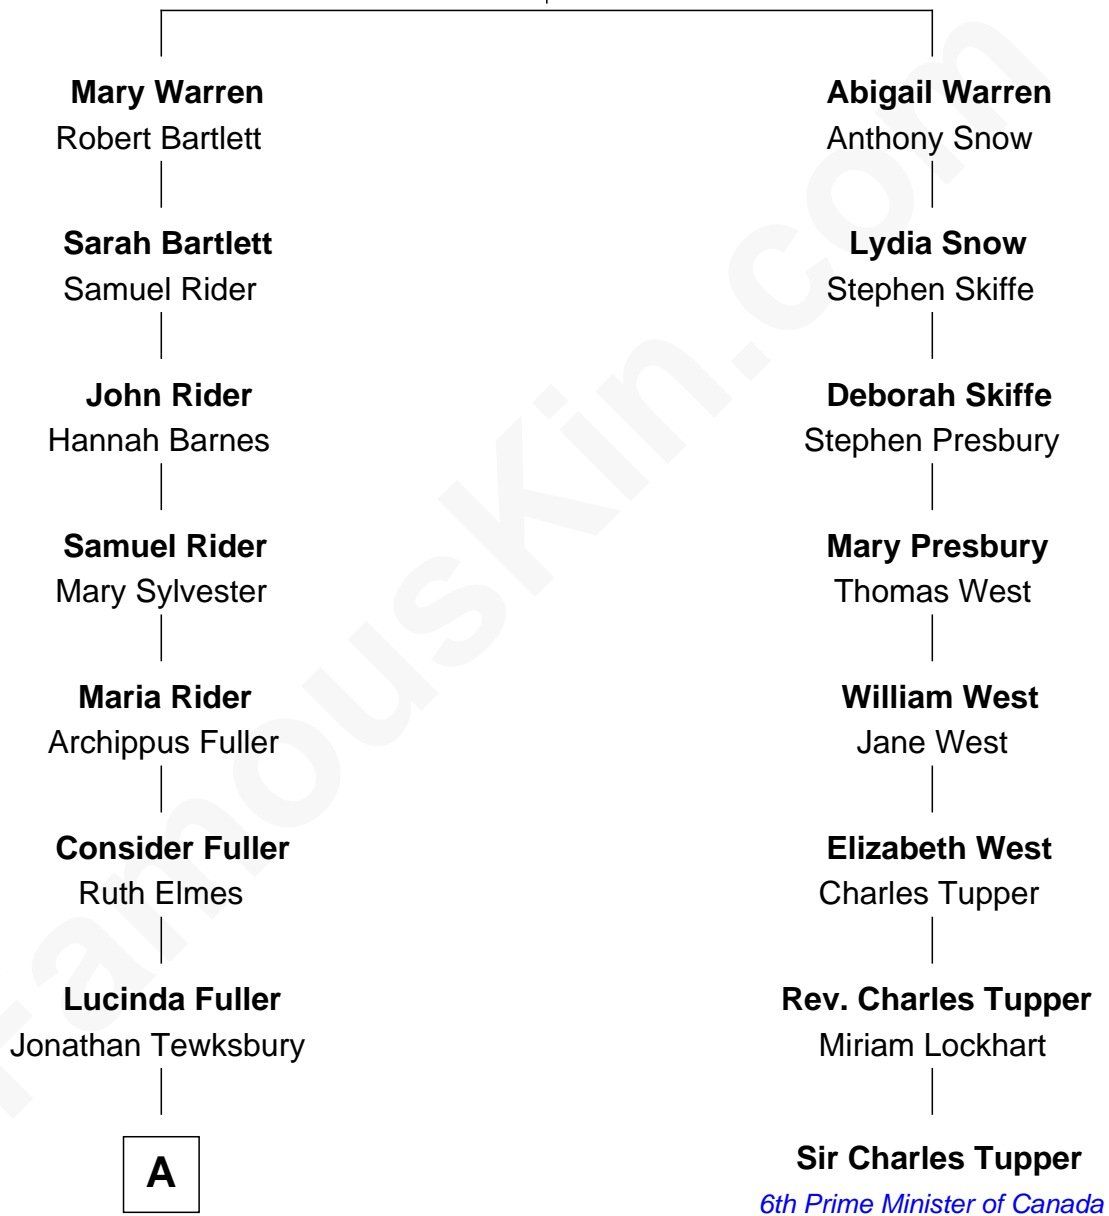 Mary Warren
Robert Bartlett
Abigail Warren
Anthony Snow
Sarah Bartlett
Samuel Rider
Lydia Snow
Stephen Skiffe
John Rider
Hannah Barnes
Deborah Skiffe
Stephen Presbury
Samuel Rider
Mary Sylvester
Mary Presbury
Thomas West
Maria Rider
Archippus Fuller
William West
Jane West
Consider Fuller
Ruth Elmes
Elizabeth West
Charles Tupper
Lucinda Fuller
Jonathan Tewksbury
Rev. Charles Tupper
Miriam Lockhart
A
Sir Charles Tupper
6th Prime Minister of Canada
FamousKin.com